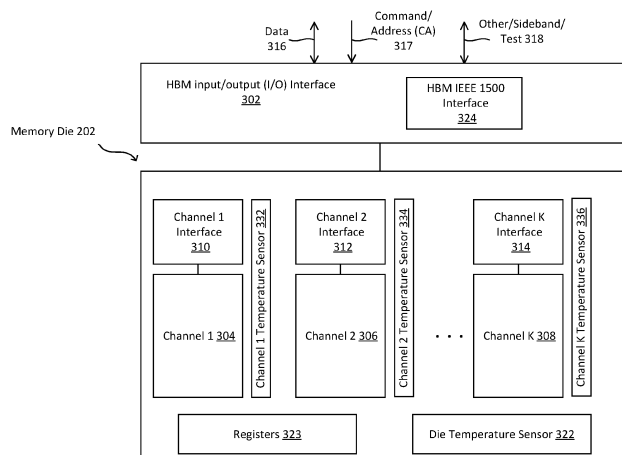 Data
316
Command/
Address (CA)
317
Other/Sideband/
Test 318
HBM input/output (I/O) Interface
302
HBM IEEE 1500
Interface
324
Memory Die 202
Channel 1
Interface
310
Channel 1 Temperature Sensor 332
Channel 2
Interface
312
Channel 2 Temperature Sensor 334
Channel K
Interface
314
Channel K Temperature Sensor 336
Channel 1 304
Channel 2 306
. . .
Channel K 308
Registers 323
Die Temperature Sensor 322